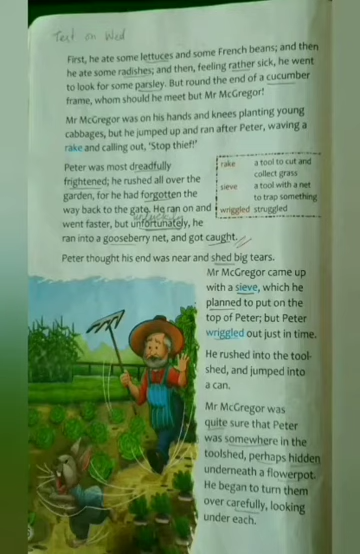 Test on Wed
First, he ate some lettuces and some French beans; and then
he ate some radishes; and then, feeling rather sick, he went
to look for some parsley. But round the end of a cucumber
frame, whom should he meet but Mr McGregor!
Mr McGregor was on his hands and knees planting young
cabbages, but he jumped up and ran after Peter, waving a
rake and calling out, 'Stop thief!'
Peter was most dreadfully
frightened; he rushed all over the
garden, for he had forgotten the
way back to the gate. He ran on and
went faster, but unfortunately, he
ran into a gooseberry net, and got caught.
rake a tool to cut and
collect grass
sieve a tool with a net
to trap something
wriggled struggled
Peter thought his end was near and shed big tears.
Mr McGregor came up
with a sieve, which he
planned to put on the
top of Peter; but Peter
wriggled out just in time.
He rushed into the tool-
shed, and jumped into
a can.
Mr McGregor was
quite sure that Peter
was somewhere in the
toolshed, perhaps hidden
underneath a flowerpot.
He began to turn them
over carefully, looking
under each.